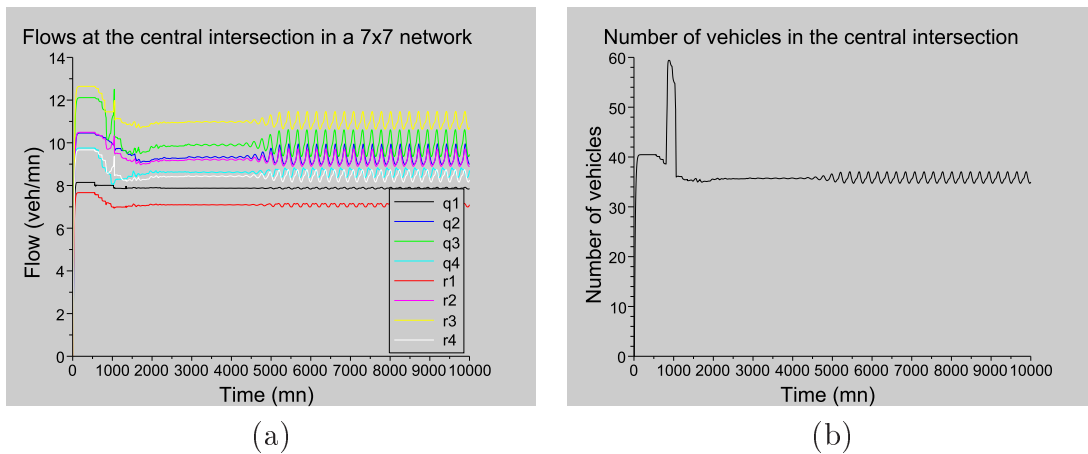 Flows at the central intersection in a 7x7 network
14
12
10
8
6
4
2
0
Flow (veh/mn)
q1
q2
q3
q4
r1
r2
r3
r4
0 1000 2000 3000 4000 5000 6000 7000 8000 9000 10000
Time (mn)
(a)
Number of vehicles in the central intersection
60
50
40
30
20
10
0
Number of vehicles
0 1000 2000 3000 4000 5000 6000 7000 8000 9000 10000
Time (mn)
(b)